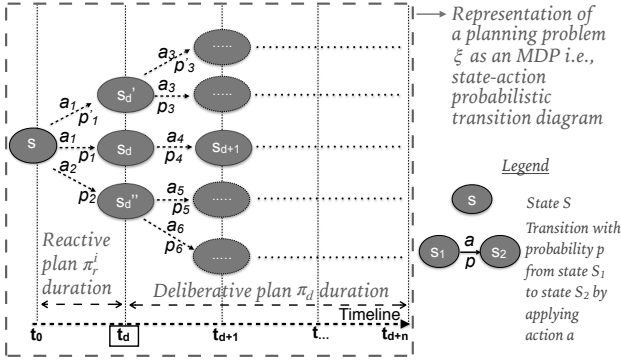 Representation of
a planning problem
ξ as an MDP i.e.,
state-action
probabilistic
transition diagram
.....
a3
p'3
.....
a3
p3
sd'
a1
p'1
s
a1
p1
sd
a4
p4
sd+1
a2
p2
sd''
a5
p5
.....
a6
p6
.....
Reactive
plan πᵢᵣ
duration
Deliberative plan πd duration
Timeline
t0
td
td+1
t...
td+n
Legend
s
State S
S1
a
p
S2
Transition with
probability p
from state S1
to state S2 by
applying
action a